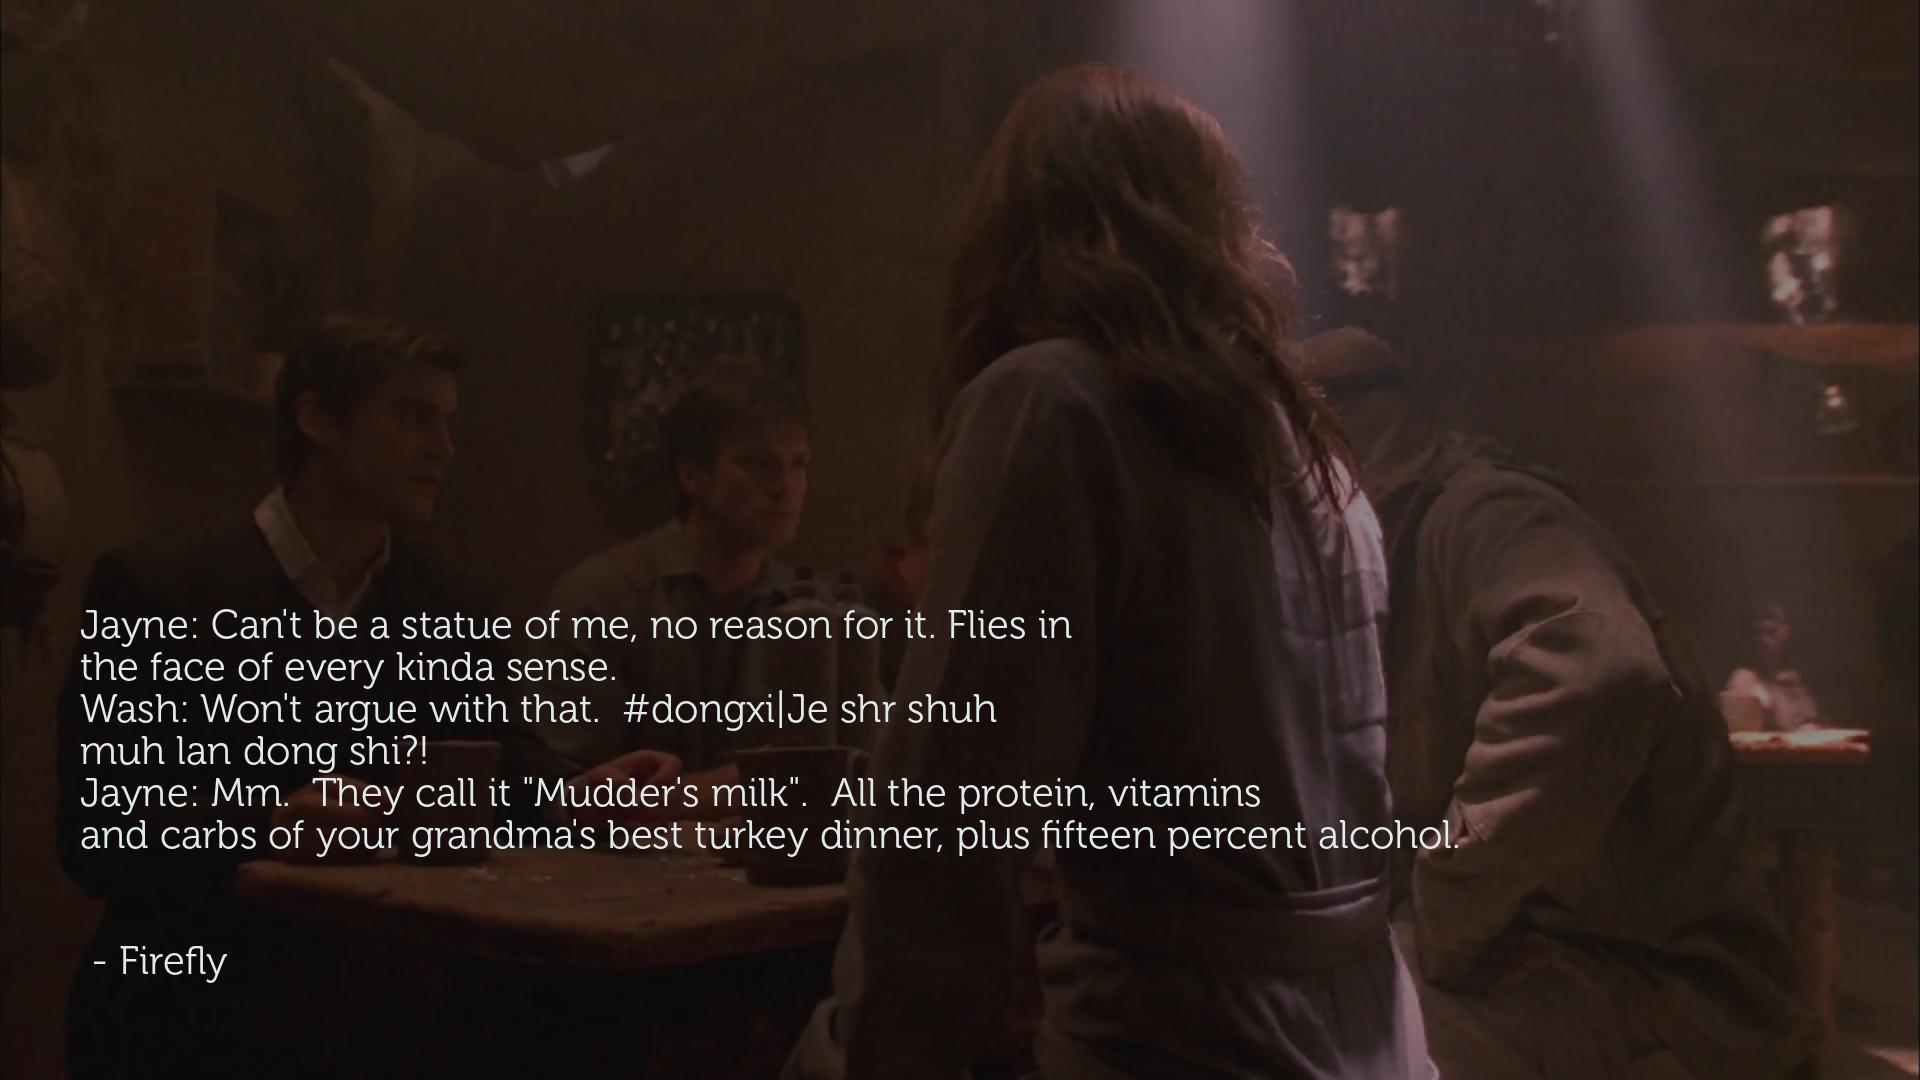 Jayne: Can't be a statue of me, no reason for it. Flies in
the face of every kinda sense.
Wash: Won't argue with that.  #dongxi|Je shr shuh
muh lan dong shi?!
Jayne: Mm.  They call it "Mudder's milk".  All the protein, vitamins
and carbs of your grandma's best turkey dinner, plus fifteen percent alcohol.
- Firefly